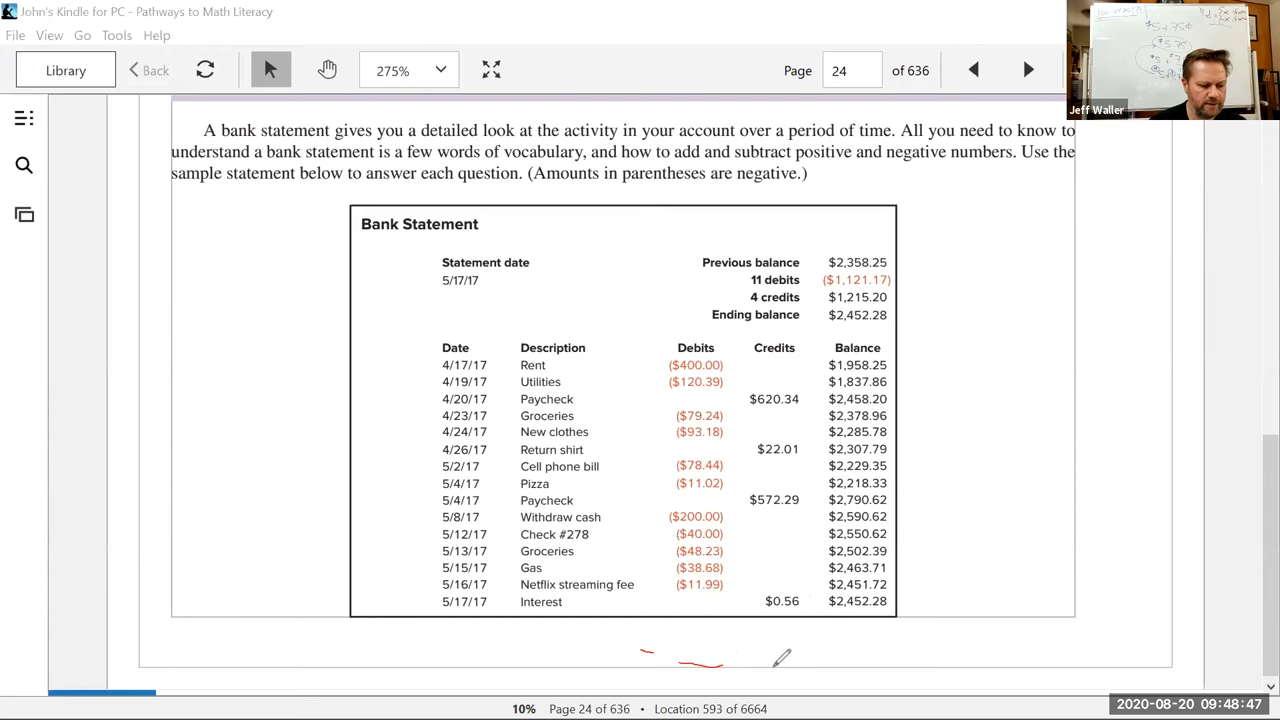 John's Kindle for PC - Pathways to Math Literacy
File View Go Tools Help
Library Back 275% Page 24 of 636
Jeff Waller
A bank statement gives you a detailed look at the activity in your account over a period of time. All you need to know to
understand a bank statement is a few words of vocabulary, and how to add and subtract positive and negative numbers. Use the
sample statement below to answer each question. (Amounts in parentheses are negative.)
Bank Statement
Statement date Previous balance $2,358.25
5/17/17 11 debits ($1,121.17)
4 credits $1,215.20
Ending balance $2,452.28
Date Description Debits Credits Balance
4/17/17 Rent ($400.00) $1,958.25
4/19/17 Utilities ($120.39) $1,837.86
4/20/17 Paycheck $620.34 $2,458.20
4/23/17 Groceries ($79.24) $2,378.96
4/24/17 New clothes ($93.18) $2,285.78
4/26/17 Return shirt $22.01 $2,307.79
5/2/17 Cell phone bill ($78.44) $2,229.35
5/4/17 Pizza ($11.02) $2,218.33
5/4/17 Paycheck $572.29 $2,790.62
5/8/17 Withdraw cash ($200.00) $2,590.62
5/12/17 Check #278 ($40.00) $2,550.62
5/13/17 Groceries ($48.23) $2,502.39
5/15/17 Gas ($38.68) $2,463.71
5/16/17 Netflix streaming fee ($11.99) $2,451.72
5/17/17 Interest $0.56 $2,452.28
10% Page 24 of 636 • Location 593 of 6664
2020-08-20 09:48:47